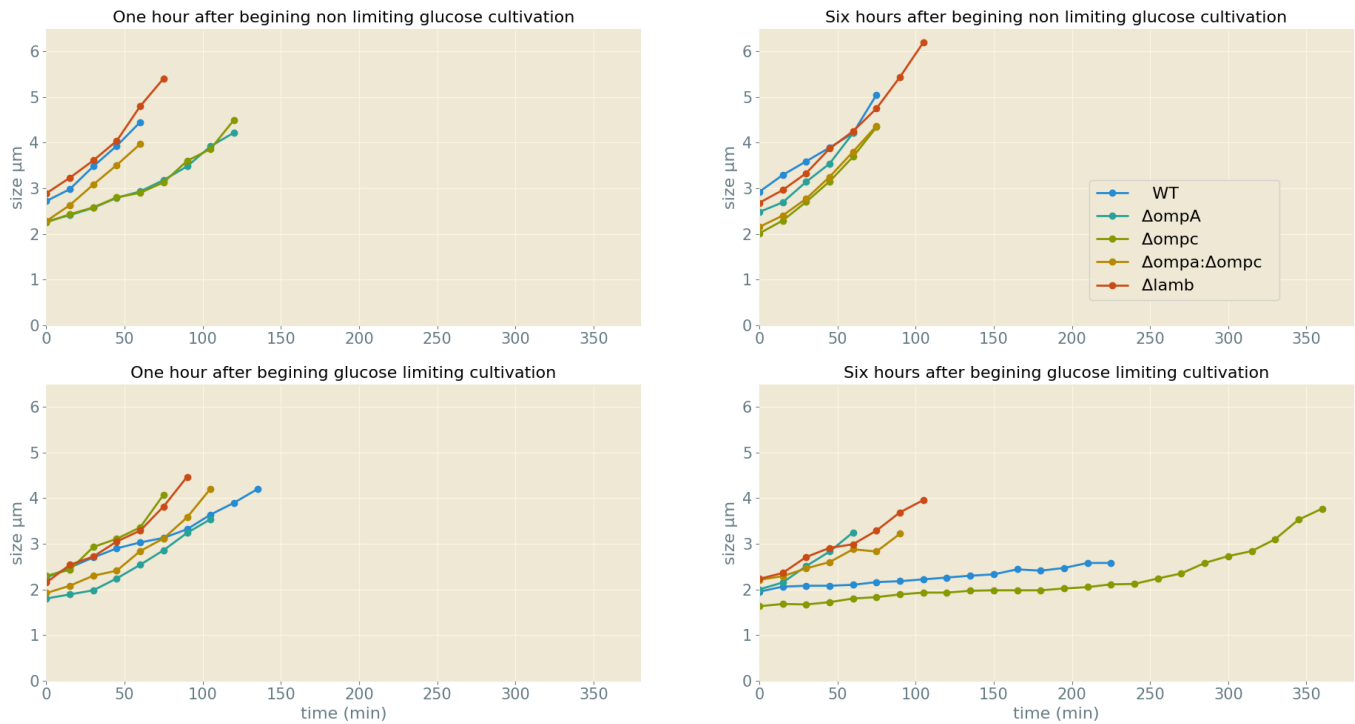 One hour after begining non limiting glucose cultivation
Six hours after begining non limiting glucose cultivation
size μm
6
5
4
3
2
1
0
0 50 100 150 200 250 300 350
size μm
6
5
4
3
2
1
0
0 50 100 150 200 250 300 350
WT
ΔompA
Δompc
Δompa:Δompc
Δlamb
One hour after begining glucose limiting cultivation
Six hours after begining glucose limiting cultivation
size μm
6
5
4
3
2
1
0
0 50 100 150 200 250 300 350
time (min)
size μm
6
5
4
3
2
1
0
0 50 100 150 200 250 300 350
time (min)